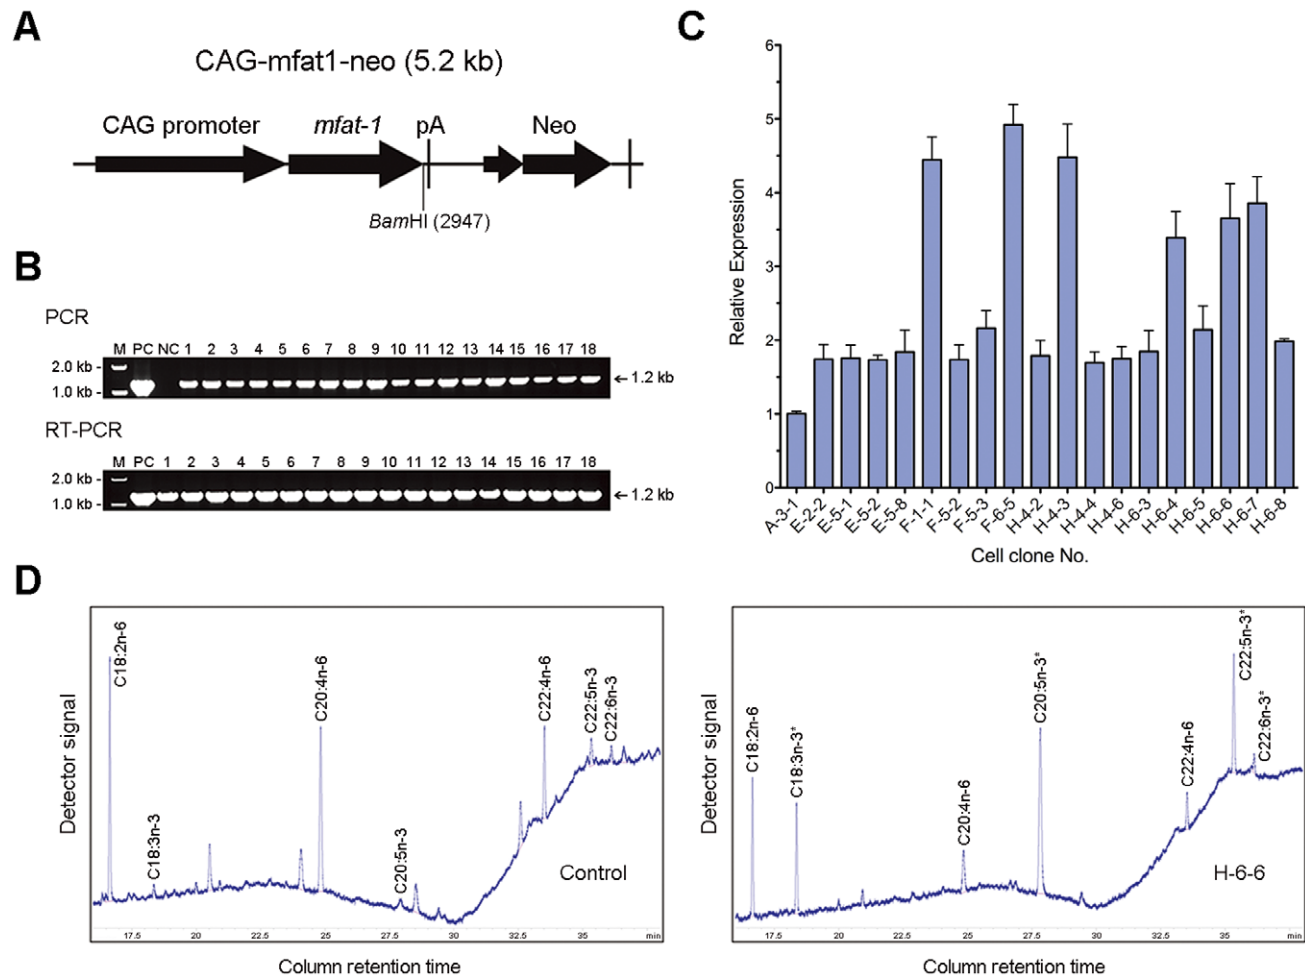 A
CAG-mfat1-neo (5.2 kb)
CAG promoter mfat-1 pA Neo
BamHI (2947)
B
PCR
M PC NC 1 2 3 4 5 6 7 8 9 10 11 12 13 14 15 16 17 18
2.0 kb -
1.0 kb -
←1.2 kb
RT-PCR
M PC 1 2 3 4 5 6 7 8 9 10 11 12 13 14 15 16 17 18
2.0 kb -
1.0 kb -
←1.2 kb
C
Relative Expression
6
5
4
3
2
1
0
A-3-1
E-2-2
E-5-1
E-5-2
E-5-8
F-1-1
F-5-2
F-5-3
F-6-5
H-4-2
H-4-3
H-4-4
H-4-6
H-6-3
H-6-4
H-6-5
H-6-6
H-6-7
H-6-8
Cell clone No.
D
Detector signal
C18:2n-6
C18:3n-3
C20:4n-6
C20:5n-3
C22:4n-6
C22:5n-3
C22:6n-3
Control
17.5 20 22.5 25 27.5 30 32.5 35 min
Column retention time
Detector signal
C18:2n-6
C18:3n-3*
C20:4n-6
C20:5n-3*
C22:4n-6
C22:5n-3*
C22:6n-3*
H-6-6
17.5 20 22.5 25 27.5 30 32.5 35 min
Column retention time